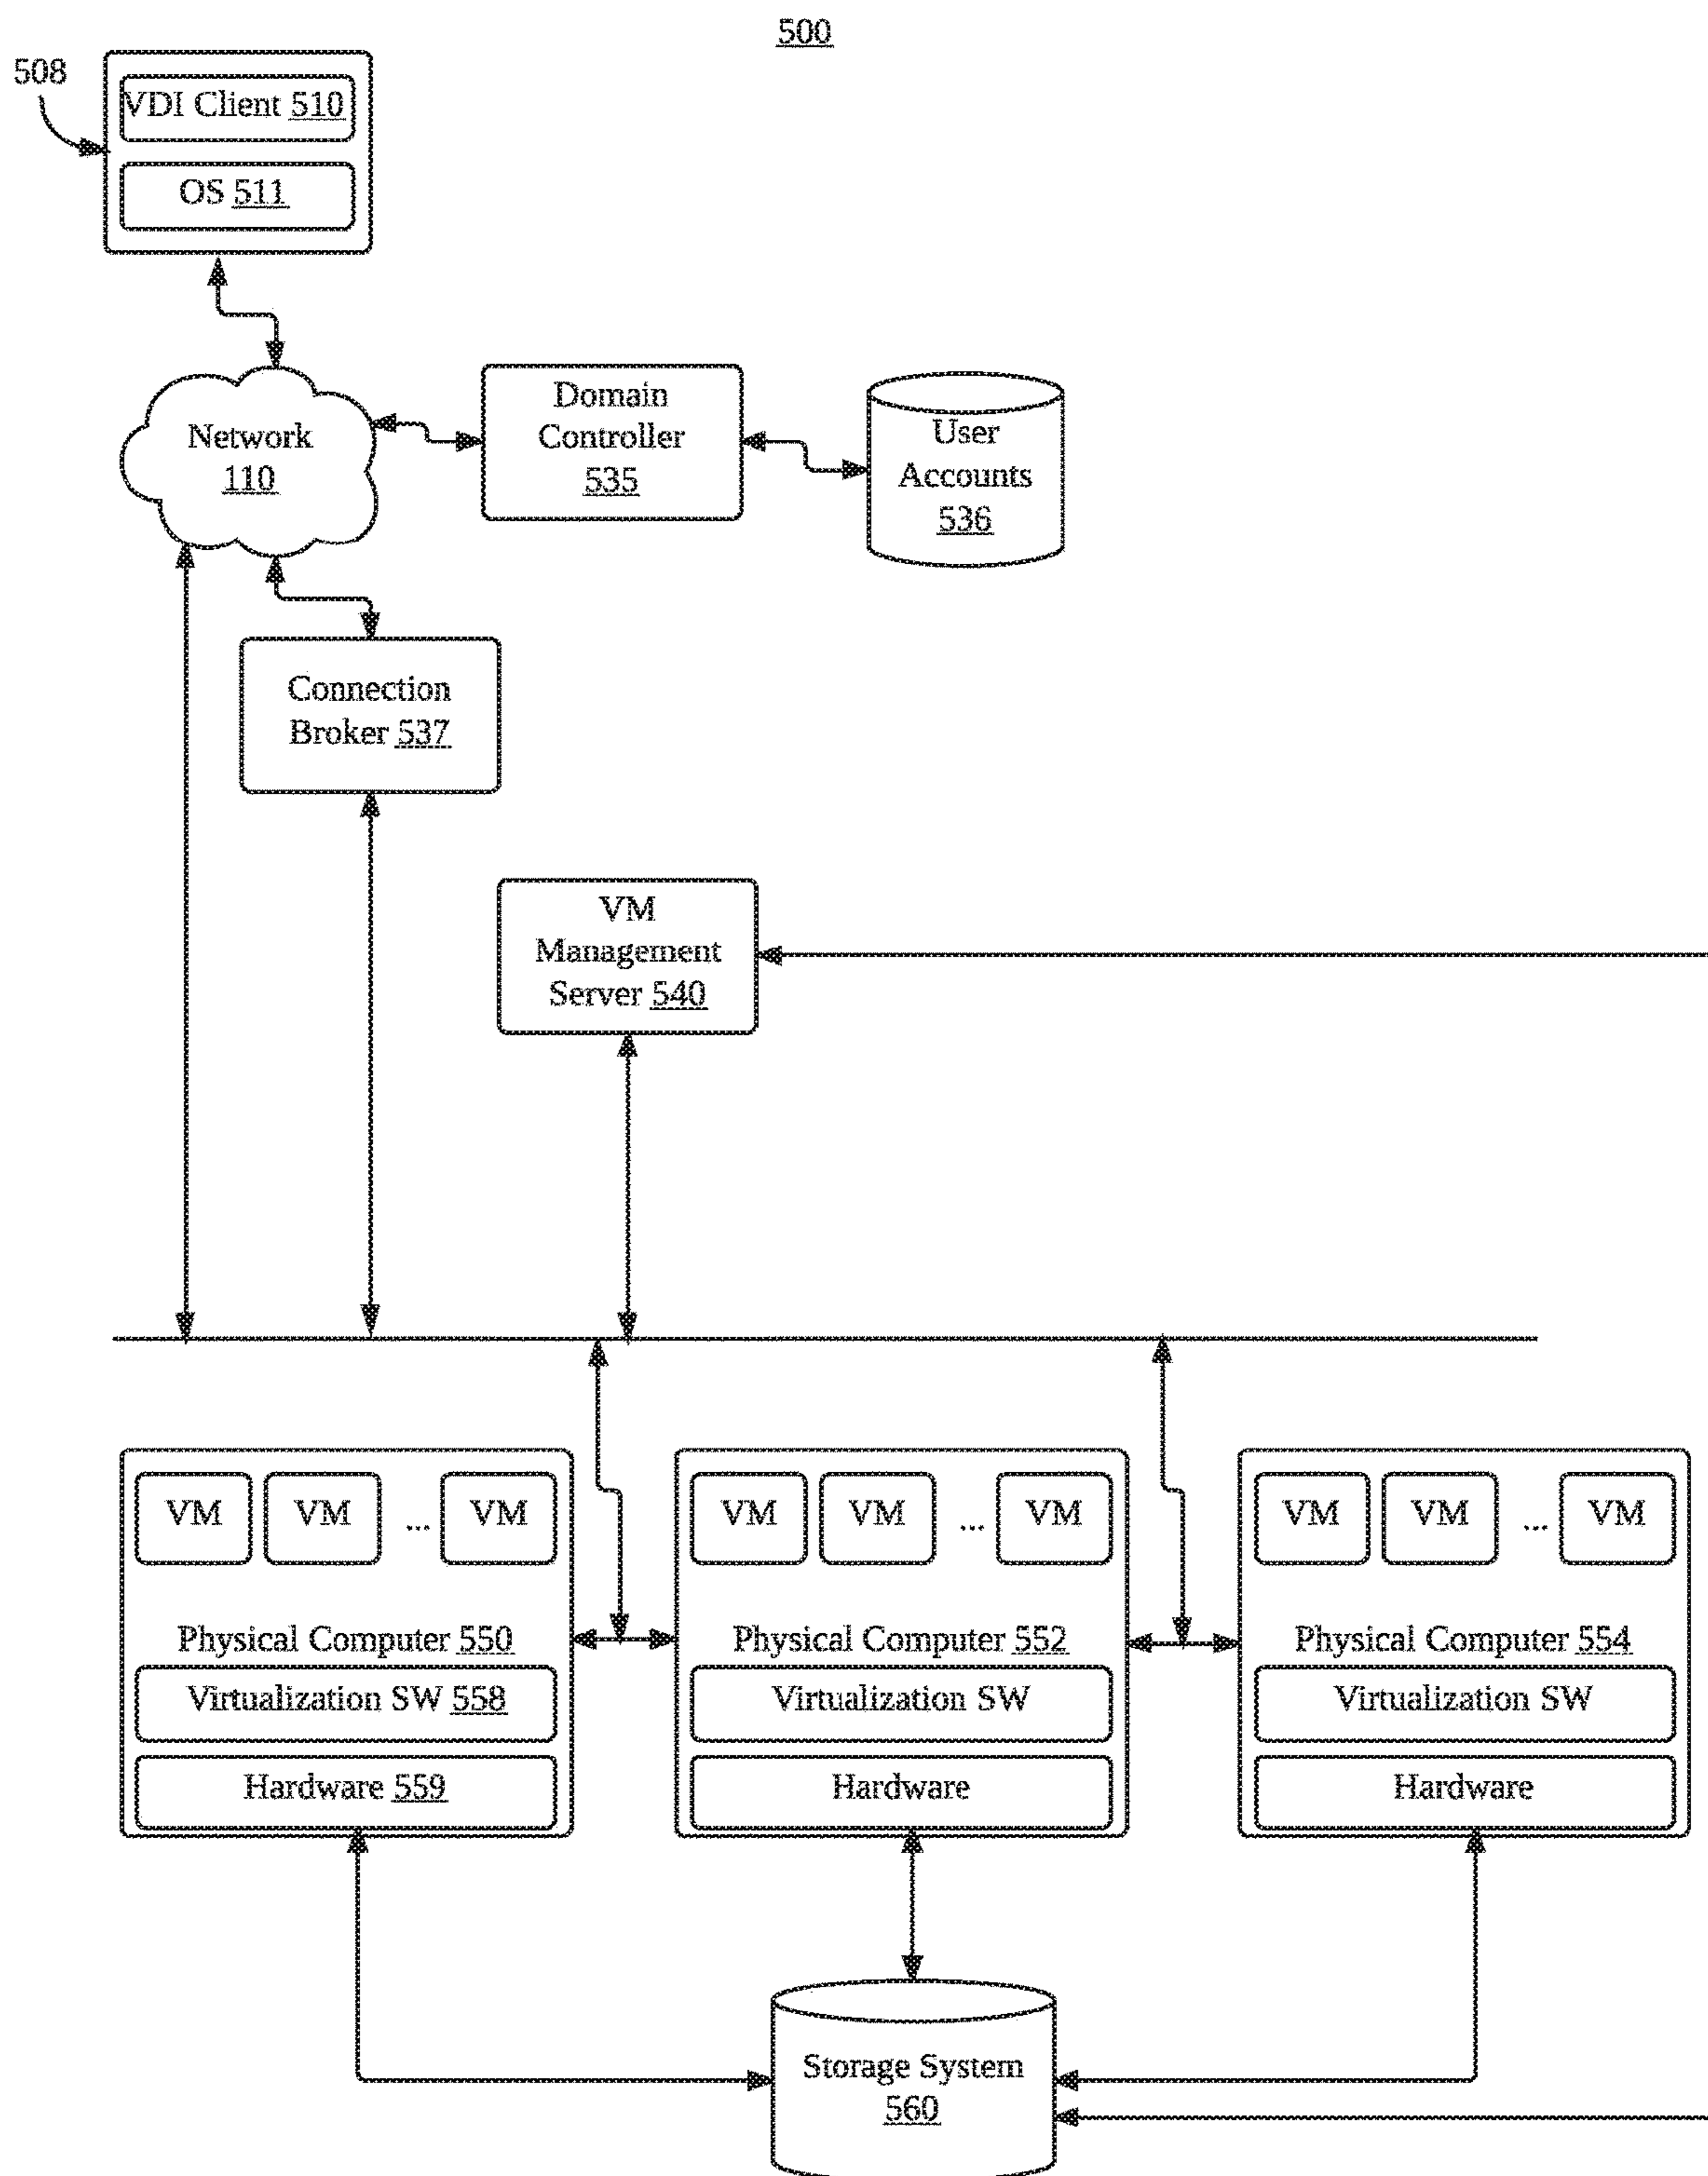 500
508
VDI Client 510
OS 511
Network
110
Domain
Controller
535
User
Accounts
536
Connection
Broker 537
VM
Management
Server 540
VM VM ... VM
Physical Computer 550
Virtualization SW 558
Hardware 559
VM VM ... VM
Physical Computer 552
Virtualization SW
Hardware
VM VM ... VM
Physical Computer 554
Virtualization SW
Hardware
Storage System
560